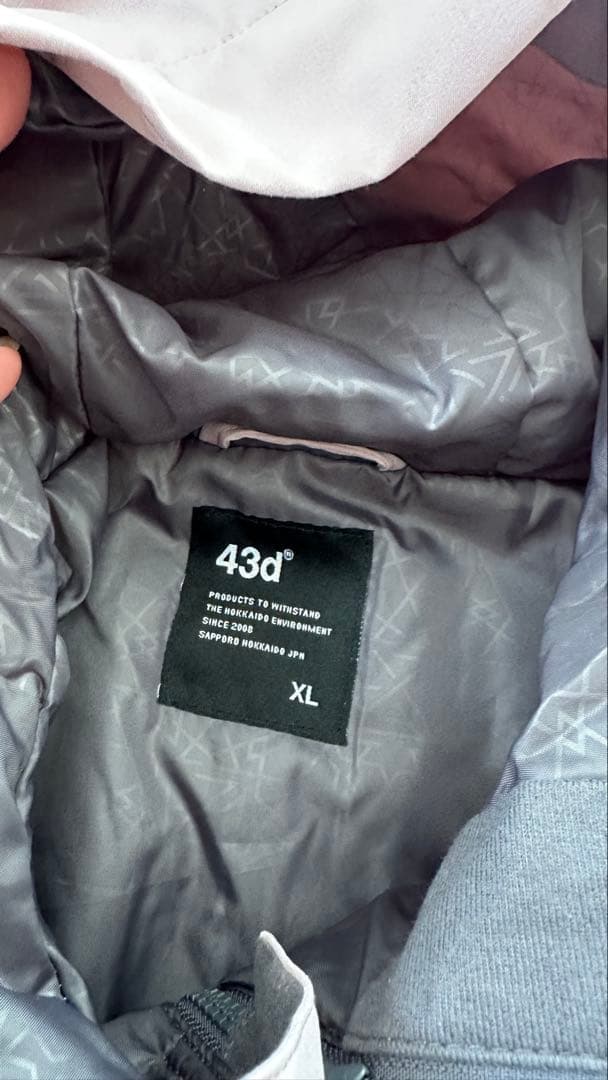 43d
PRODUCTS TO WITHSTAND
THE HOKKAIDO ENVIRONMENT
SINCE 2008
SAPPORO HOKKAIDO JPN
XL